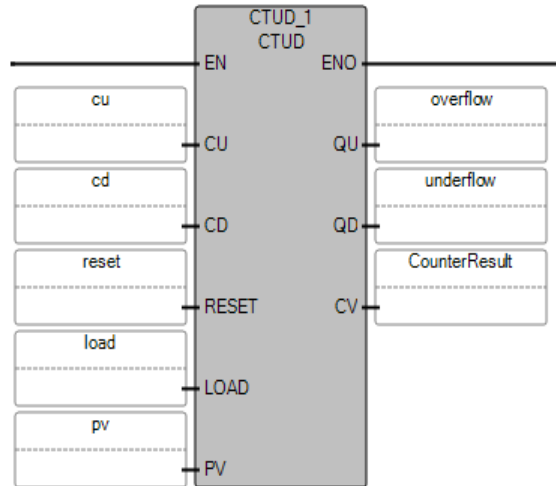 CTUD_1
CTUD
EN ENO
cu overflow
CU QU
cd underflow
CD QD
reset CounterResult
RESET CV
load
LOAD
pv
PV